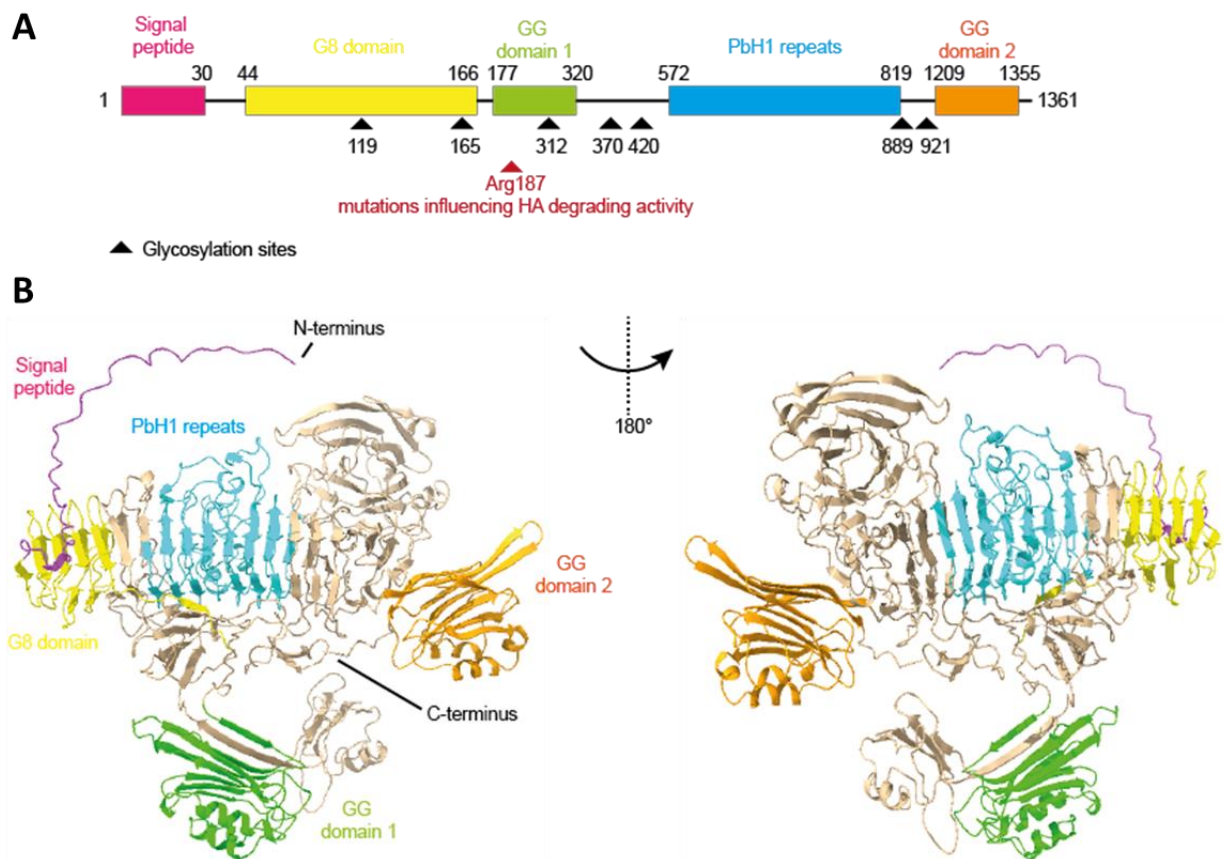 A
Signal
peptide
G8 domain
GG
domain 1
PbH1 repeats
GG
domain 2
30 44 166 177 320 572 819 1209 1355
1 1361
119 165 312 370 420 889 921
Arg187
mutations influencing HA degrading activity
Glycosylation sites
B
N-terminus
Signal
peptide
PbH1 repeats
180°
GG
domain 2
G8 domain
C-terminus
GG
domain 1